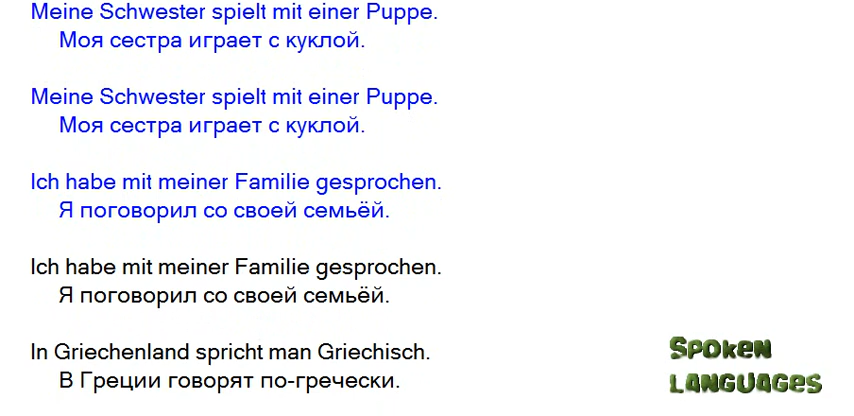 Meine Schwester spielt mit einer Puppe.
Моя сестра играет с куклой.
Meine Schwester spielt mit einer Puppe.
Моя сестра играет с куклой.
Ich habe mit meiner Familie gesprochen.
Я поговорил со своей семьёй.
Ich habe mit meiner Familie gesprochen.
Я поговорил со своей семьёй.
In Griechenland spricht man Griechisch.
В Греции говорят по-гречески.
Spoken
Languages